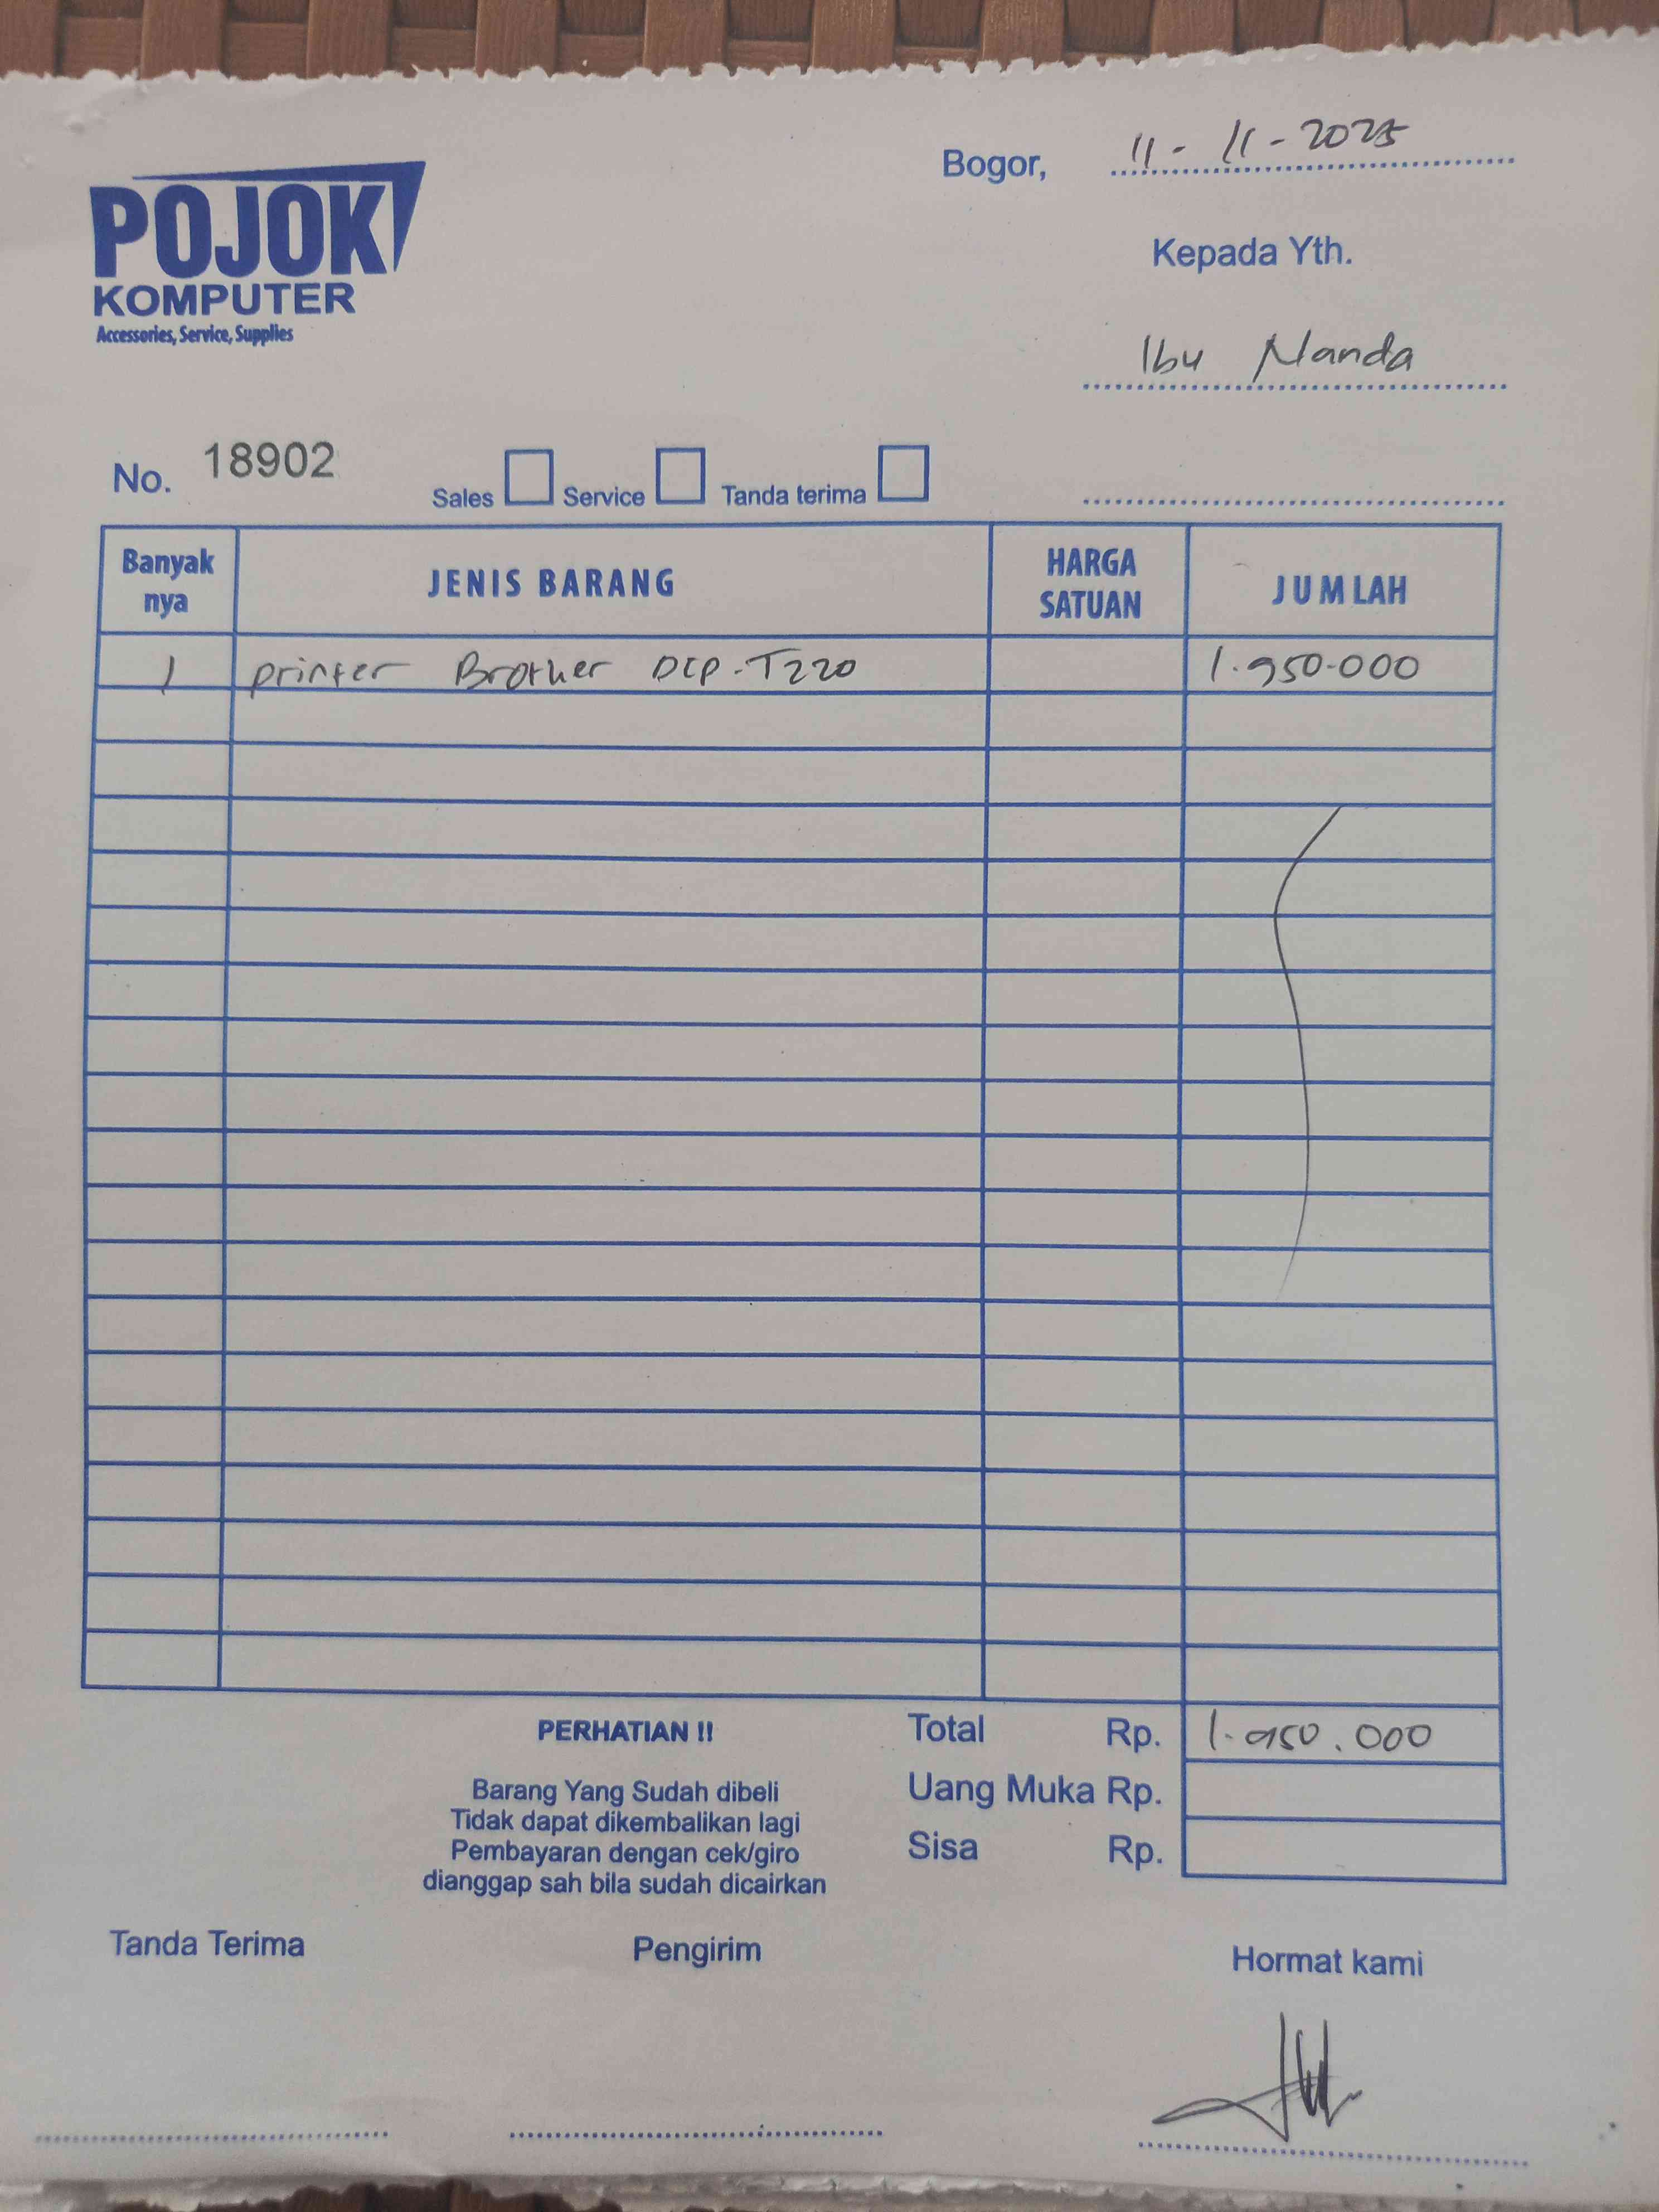 Bogor, 11-11-2025
POJOK
KOMPUTER
Accessories, Service, Supplies
Kepada Yth.
Ibu Nanda
No. 18902
Sales Service Tanda terima
Banyak nya JENIS BARANG HARGA SATUAN JUMLAH
1 printer Brother DCP-T220 1.950-000
PERHATIAN !!
Barang Yang Sudah dibeli
Tidak dapat dikembalikan lagi
Pembayaran dengan cek/giro
dianggap sah bila sudah dicairkan
Total Rp. 1.950.000
Uang Muka Rp.
Sisa Rp.
Tanda Terima Pengirim Hormat kami